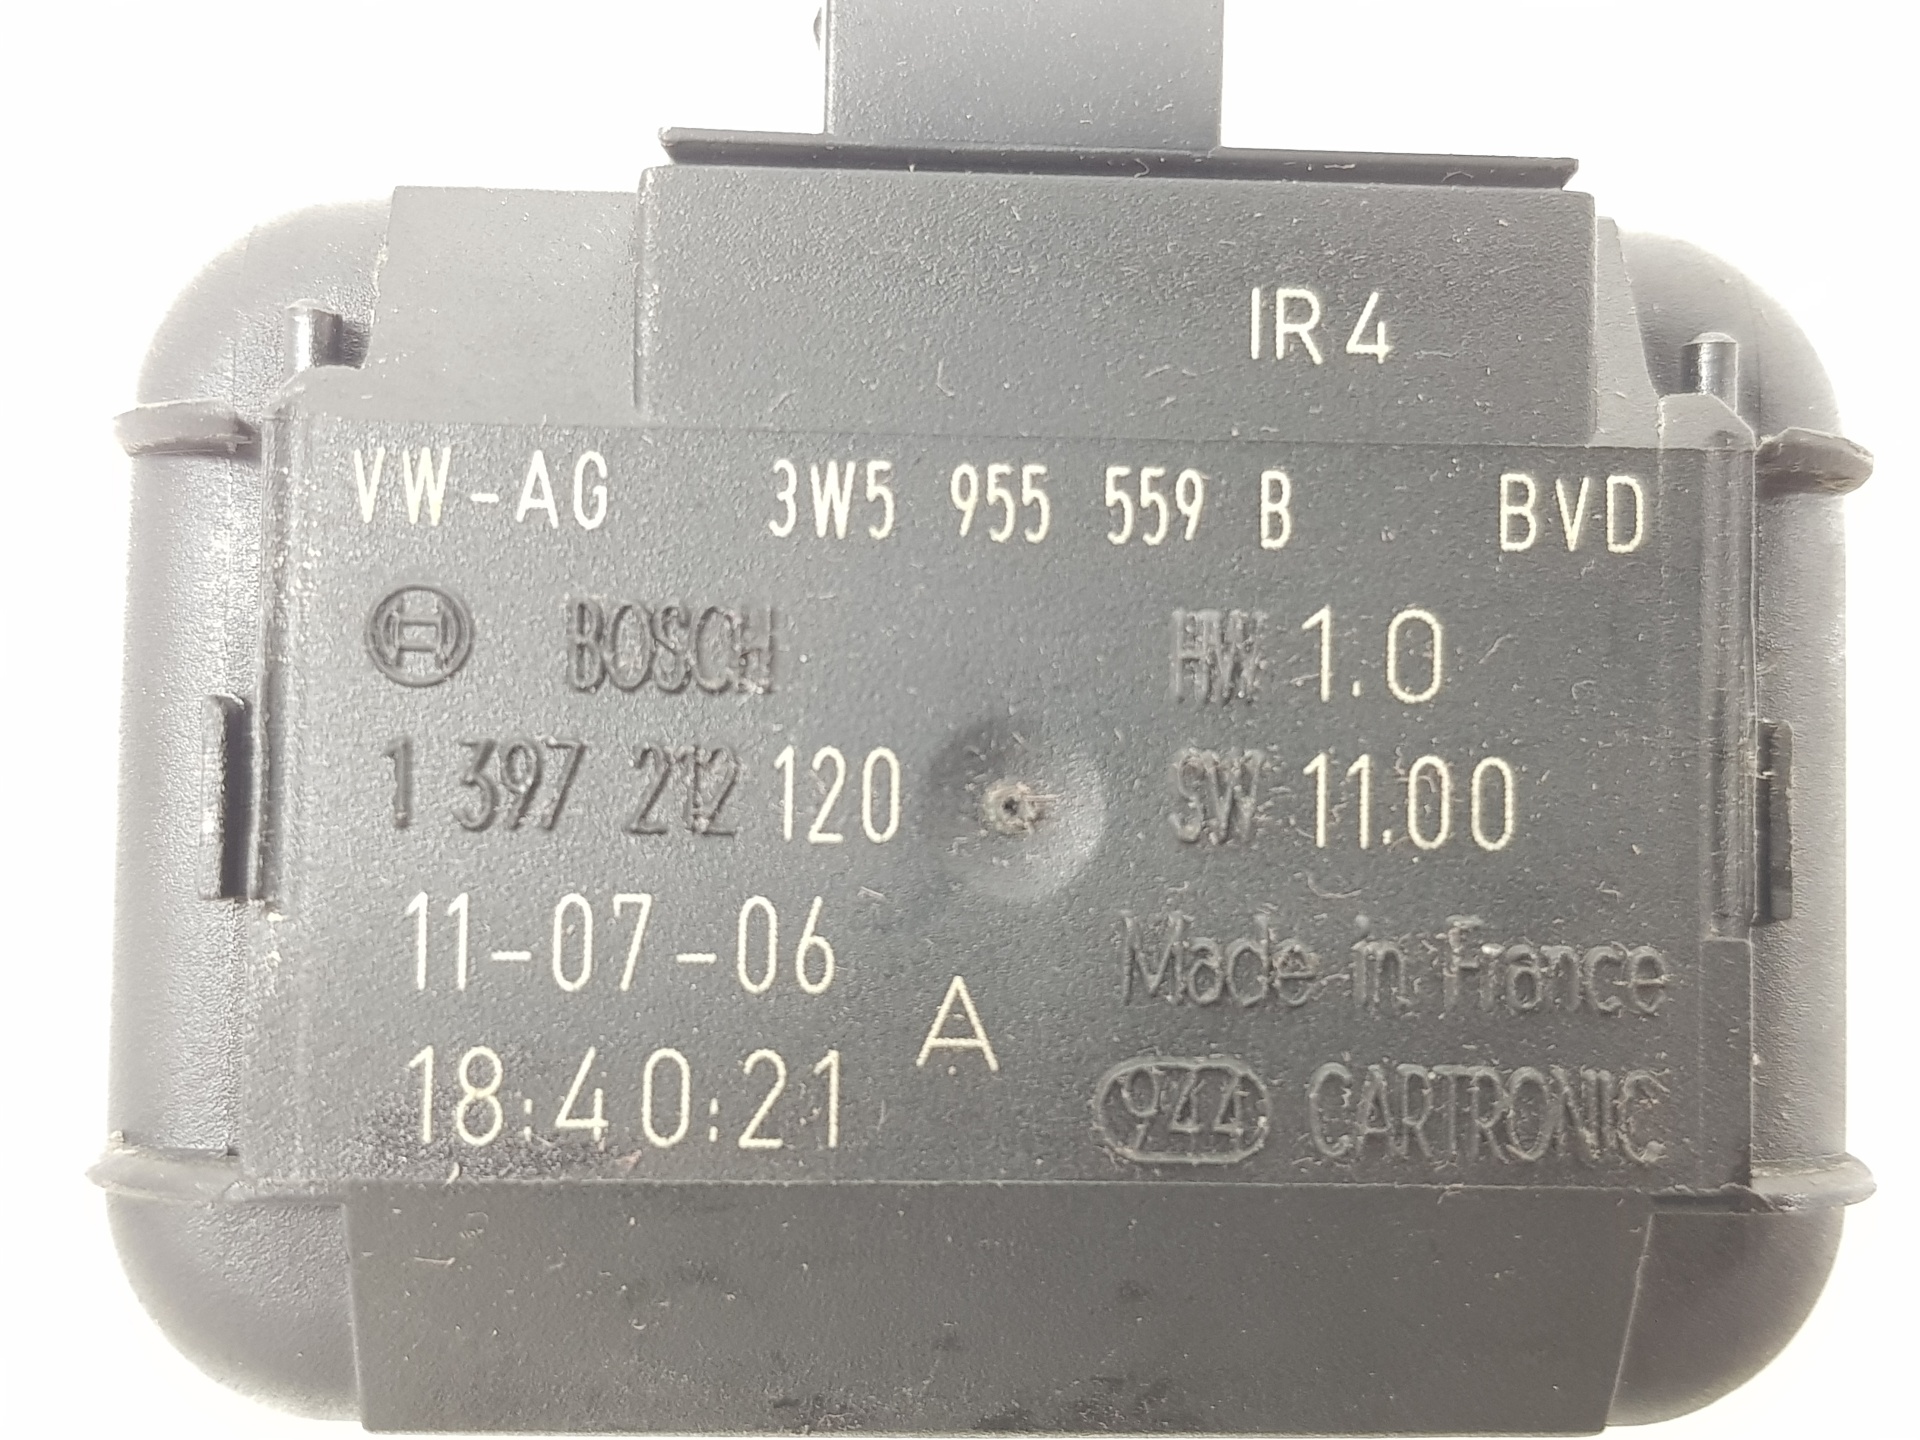 IR 4
VW-AG 3W5 955 559 B BVD
BOSCH HW 1.0
1 397 212 120 SW 11.00
11-07-06 Made in France
A
18:40:21 944 CARTRONIC